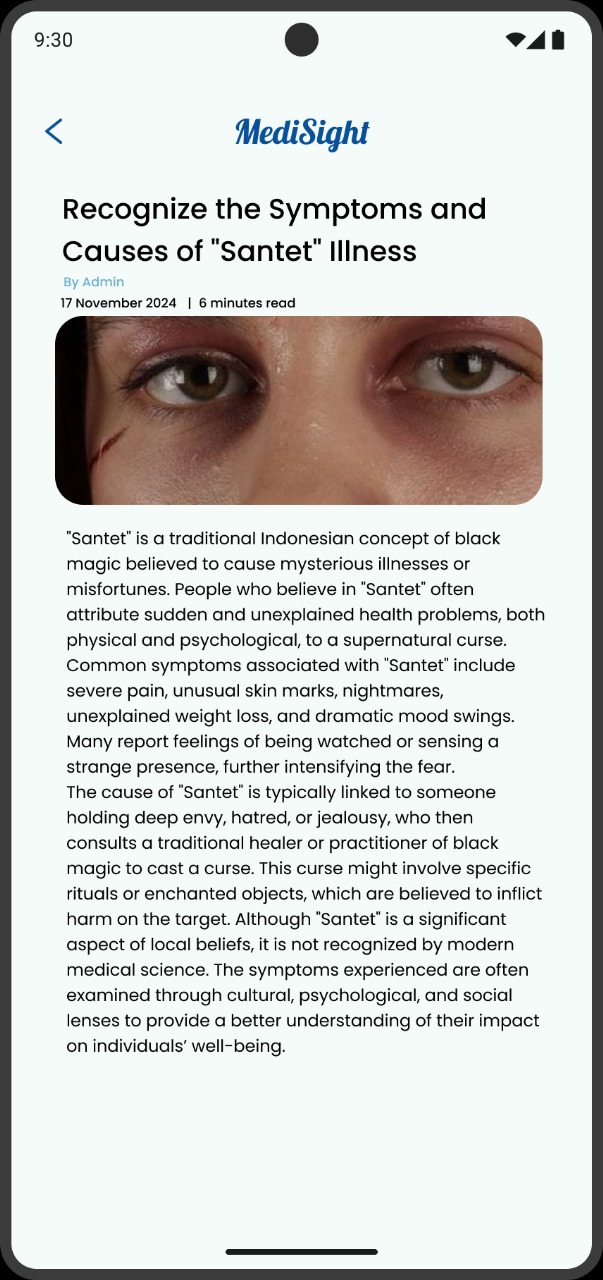 9:30
MediSight
Recognize the Symptoms and
Causes of "Santet" Illness
By Admin
17 November 2024 | 6 minutes read
"Santet" is a traditional Indonesian concept of black
magic believed to cause mysterious illnesses or
misfortunes. People who believe in "Santet" often
attribute sudden and unexplained health problems, both
physical and psychological, to a supernatural curse.
Common symptoms associated with "Santet" include
severe pain, unusual skin marks, nightmares,
unexplained weight loss, and dramatic mood swings.
Many report feelings of being watched or sensing a
strange presence, further intensifying the fear.
The cause of "Santet" is typically linked to someone
holding deep envy, hatred, or jealousy, who then
consults a traditional healer or practitioner of black
magic to cast a curse. This curse might involve specific
rituals or enchanted objects, which are believed to inflict
harm on the target. Although "Santet" is a significant
aspect of local beliefs, it is not recognized by modern
medical science. The symptoms experienced are often
examined through cultural, psychological, and social
lenses to provide a better understanding of their impact
on individuals’ well-being.